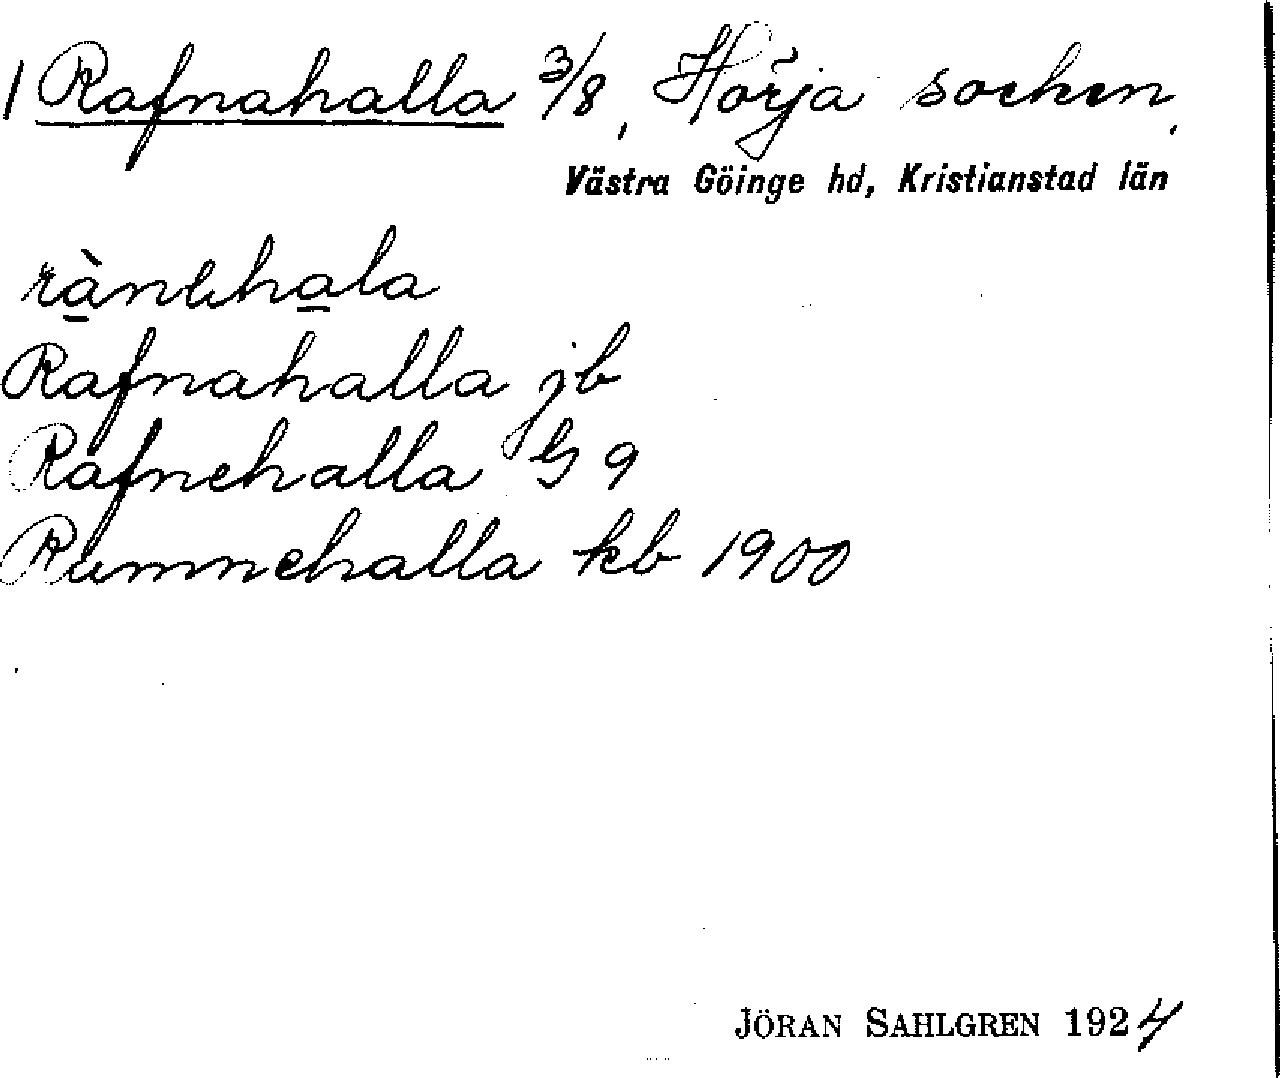 1 Rafnahalla 3/8, Hörja socken,
Västra Göinge hd, Kristianstad län
Rafnahalla jb
Rafnehalla G 9
Rumnehalla kb 1900
JÖRAN SAHLGREN 1924